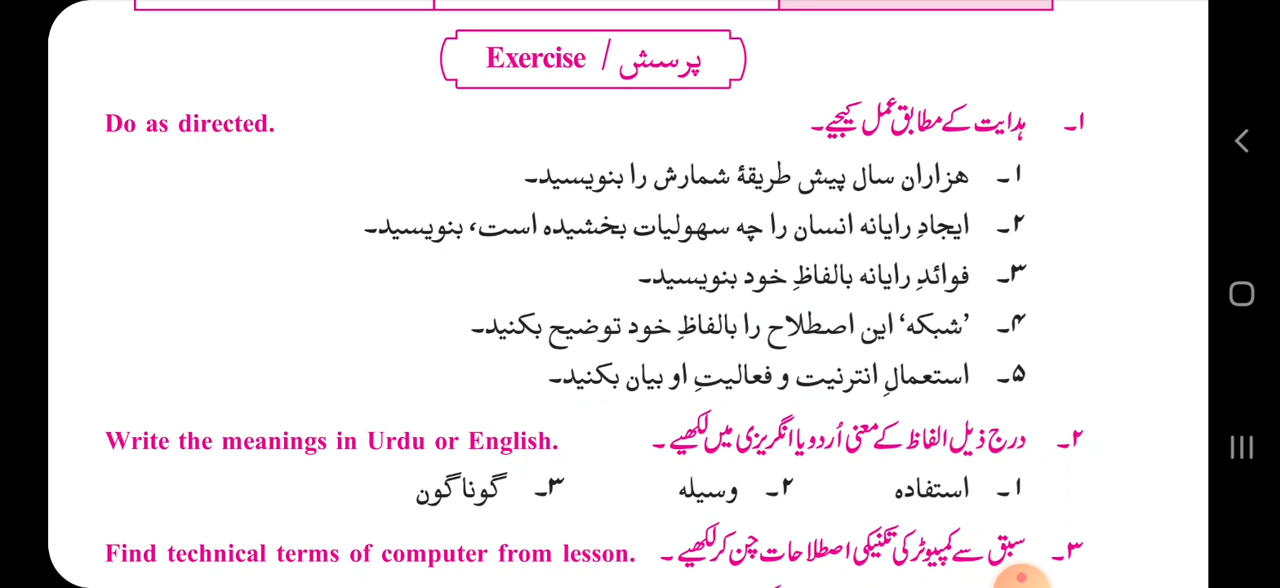 پرسش / Exercise
۱۔ ہدایت کے مطابق عمل کیجیے۔ Do as directed.
۱۔ هزاران سال پیش طریقۂ شمارش را بنویسید۔
۲۔ ایجادِ رایانه انسان را چه سهولیات بخشیده است، بنویسید۔
۳۔ فوائدِ رایانه بالفاظِ خود بنویسید۔
۴۔ ’شبکه‘ این اصطلاح را بالفاظِ خود توضیح بکنید۔
۵۔ استعمالِ انترنیت و فعالیتِ او بیان بکنید۔
۲۔ درج ذیل الفاظ کے معنی اُردو یا انگریزی میں لکھیے۔ Write the meanings in Urdu or English.
۱۔ استفاده ۲۔ وسیله ۳۔ گوناگون
۳۔ سبق سے کمپیوٹر کی تکنیکی اصطلاحات چن کر لکھیے۔ Find technical terms of computer from lesson.